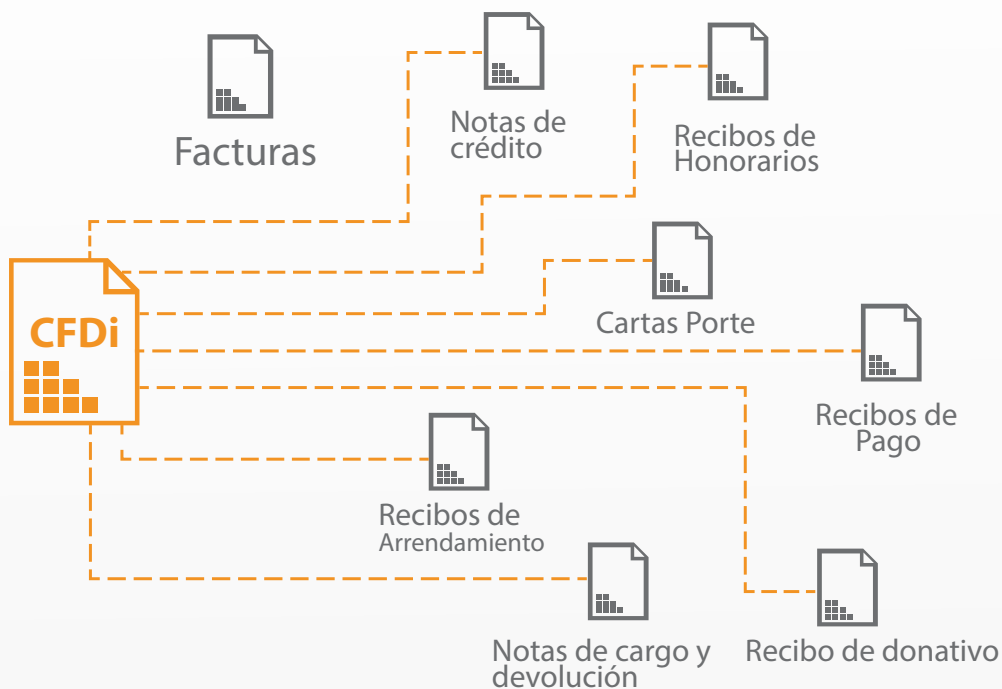 Facturas
Notas de
crédito
Recibos de
Honorarios
CFDi
Cartas Porte
Recibos de
Pago
Recibos de
Arrendamiento
Notas de cargo y
devolución
Recibo de donativo